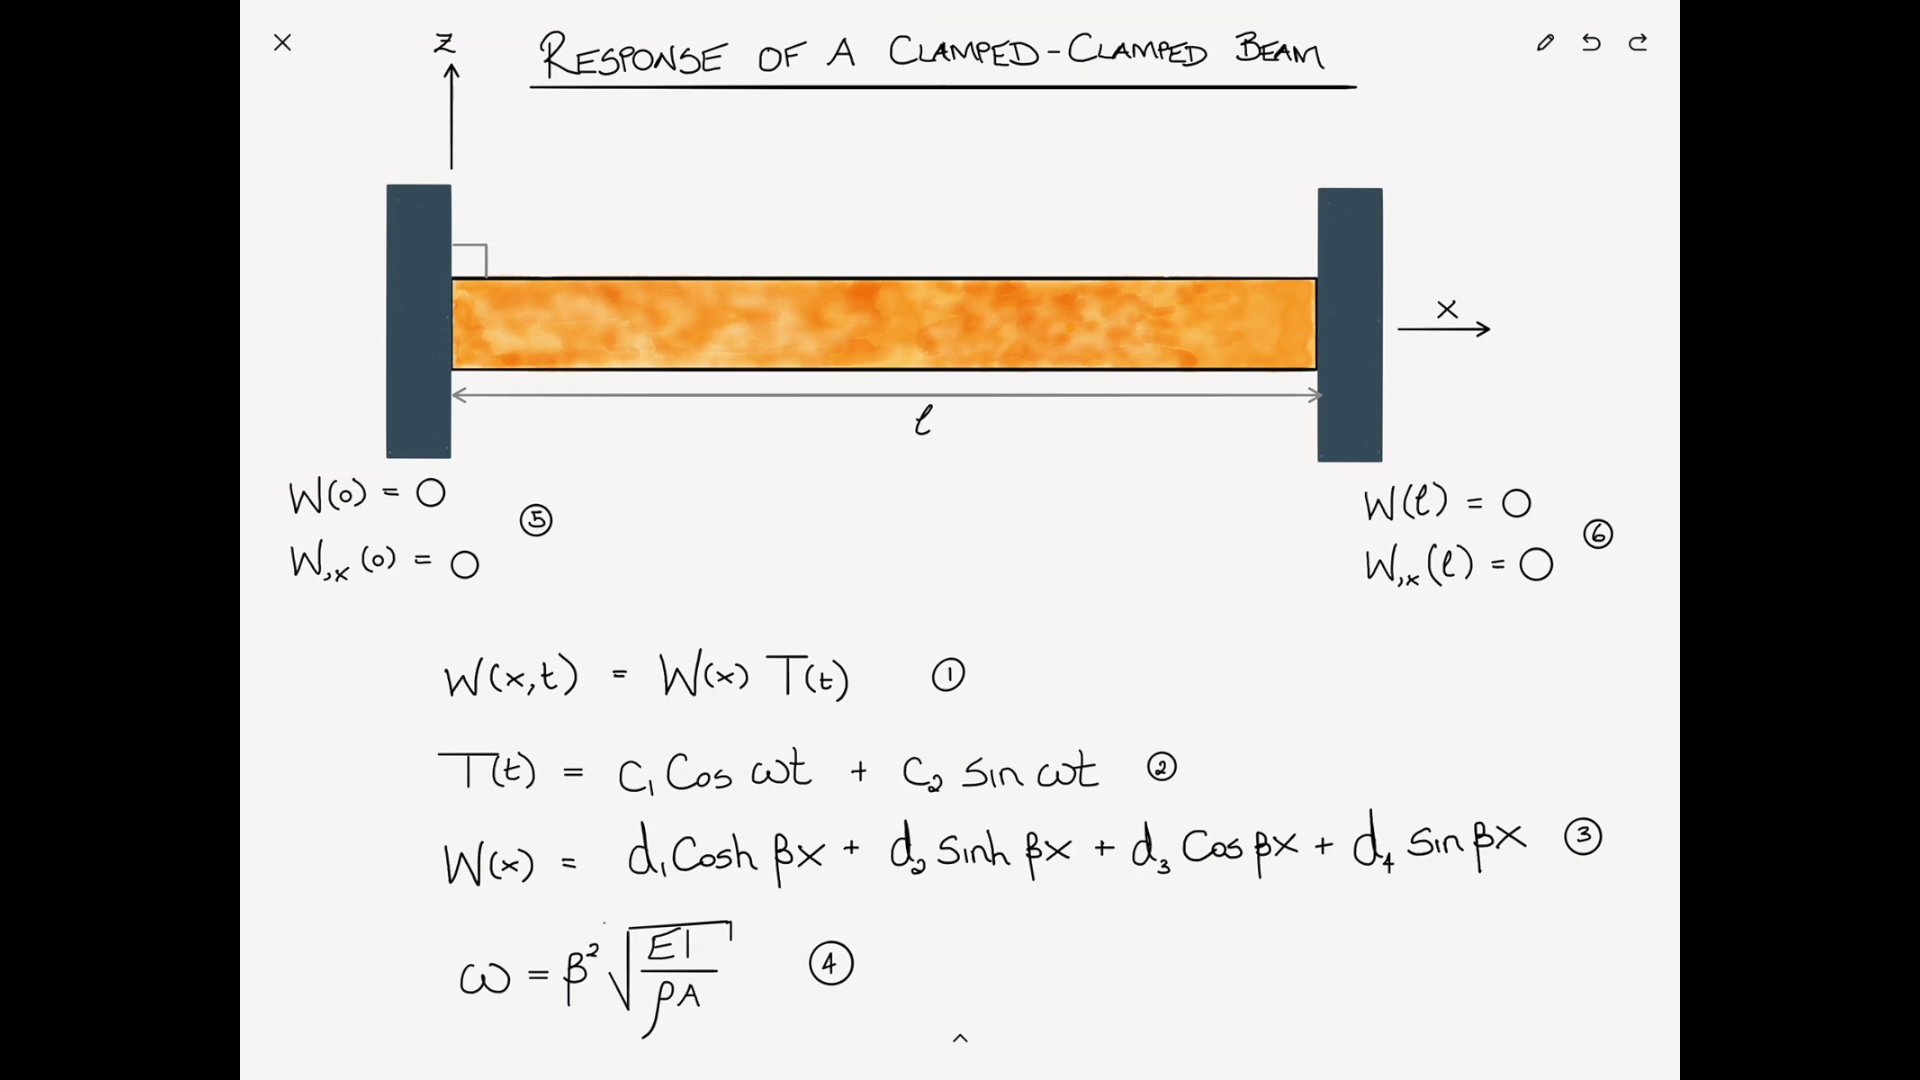 Z
RESPONSE OF A CLAMPED-CLAMPED BEAM
X
ℓ
W(0) = 0
W,x (0) = 0
⑤
W(ℓ) = 0
W,x (ℓ) = 0
⑥
W(x,t) = W(x) T(t) ①
T(t) = C₁ Cos ωt + C₂ Sin ωt ②
W(x) = d₁ Cosh βx + d₂ Sinh βx + d₃ Cos βx + d₄ Sin βx ③
ω = β² √(EI/ρA) ④